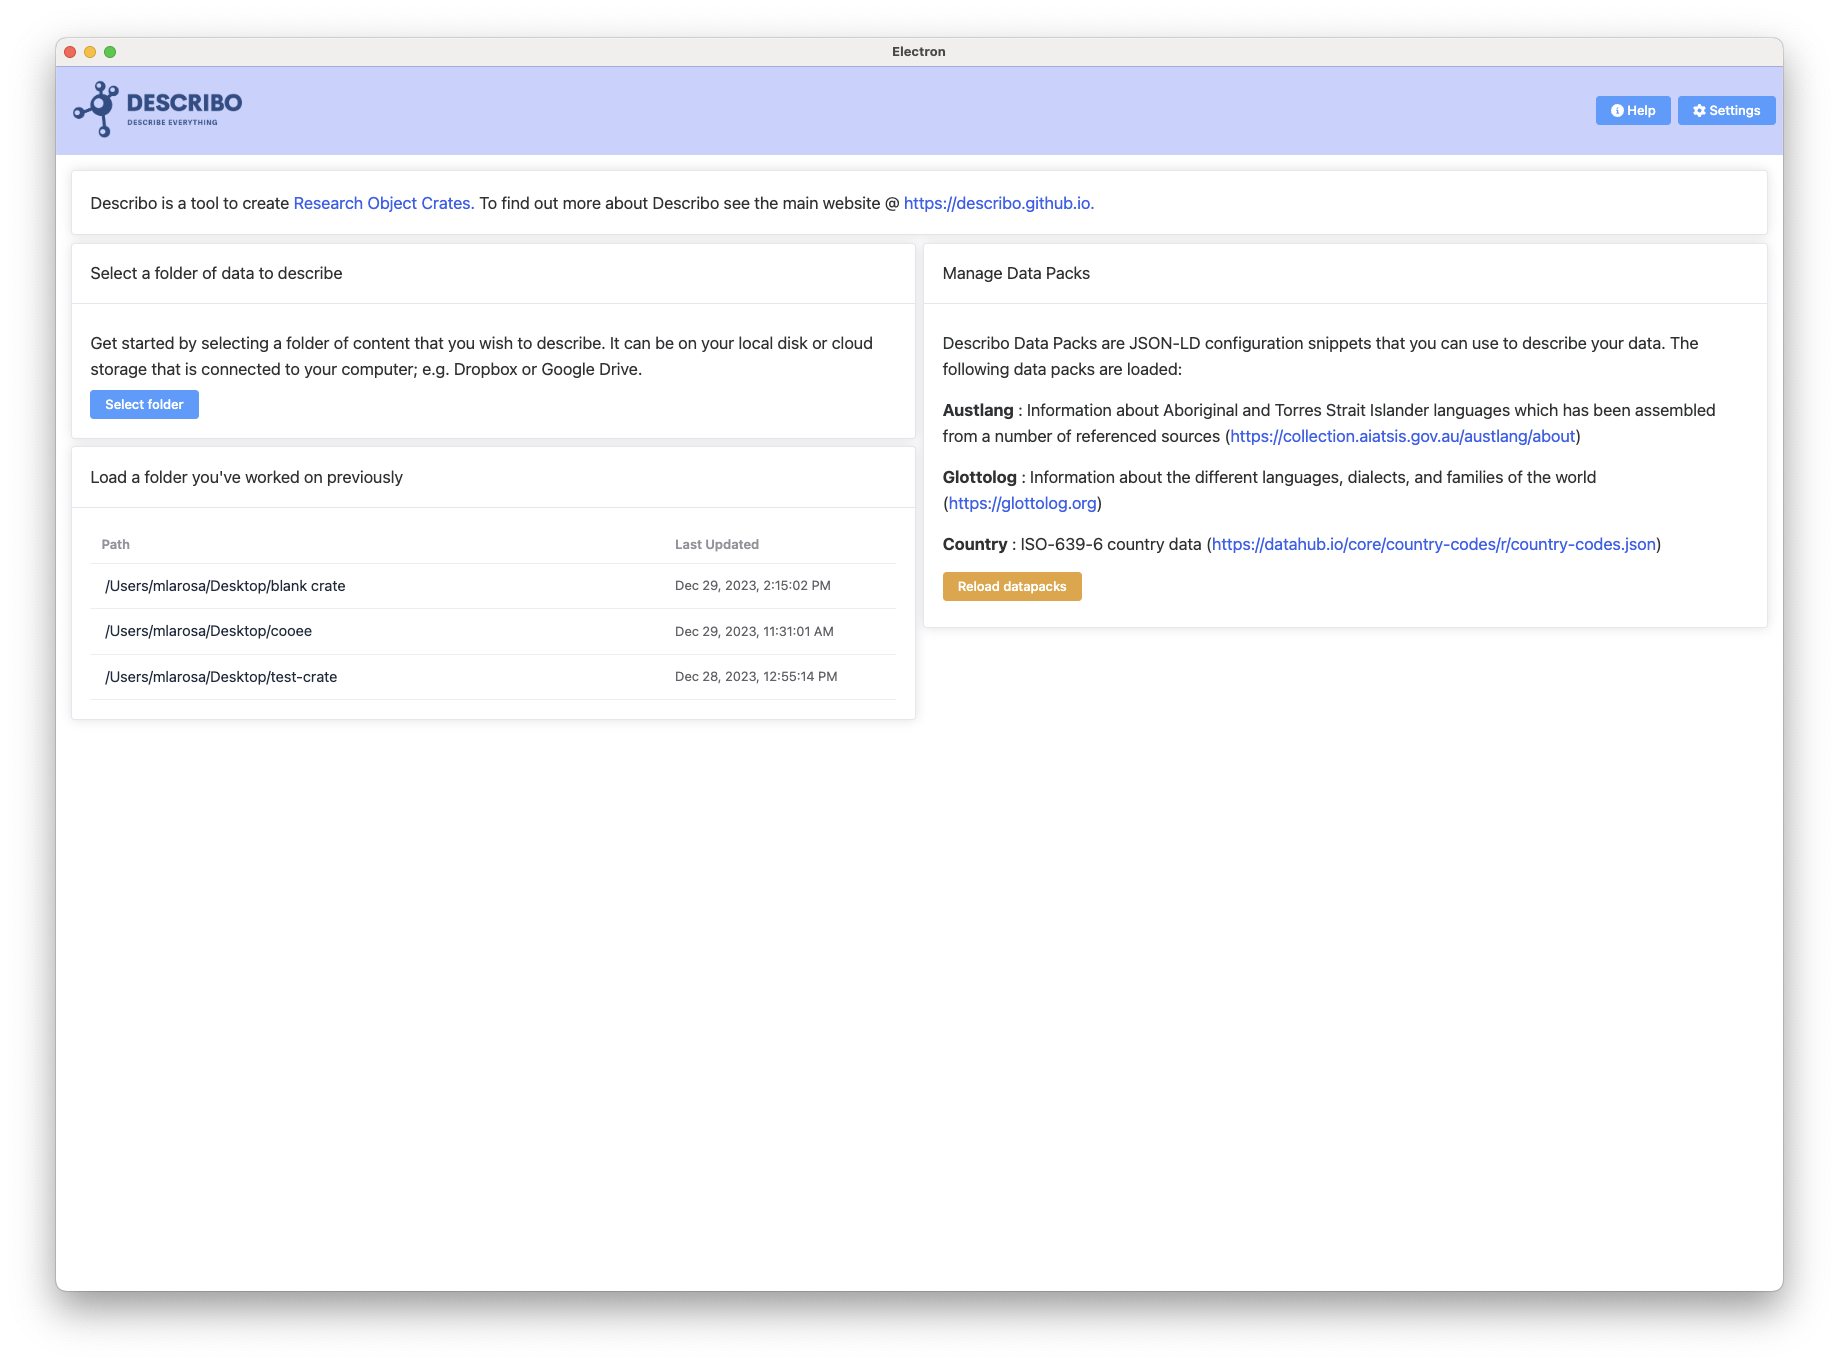 Electron
DESCRIBO
DESCRIBE EVERYTHING
Help
Settings
Describo is a tool to create Research Object Crates. To find out more about Describo see the main website @ https://describo.github.io.
Select a folder of data to describe
Get started by selecting a folder of content that you wish to describe. It can be on your local disk or cloud
storage that is connected to your computer; e.g. Dropbox or Google Drive.
Select folder
Load a folder you've worked on previously
Path Last Updated
/Users/mlarosa/Desktop/blank crate Dec 29, 2023, 2:15:02 PM
/Users/mlarosa/Desktop/cooee Dec 29, 2023, 11:31:01 AM
/Users/mlarosa/Desktop/test-crate Dec 28, 2023, 12:55:14 PM
Manage Data Packs
Describo Data Packs are JSON-LD configuration snippets that you can use to describe your data. The
following data packs are loaded:
Austlang : Information about Aboriginal and Torres Strait Islander languages which has been assembled
from a number of referenced sources (https://collection.aiatsis.gov.au/austlang/about)
Glottolog : Information about the different languages, dialects, and families of the world
(https://glottolog.org)
Country : ISO-639-6 country data (https://datahub.io/core/country-codes/r/country-codes.json)
Reload datapacks